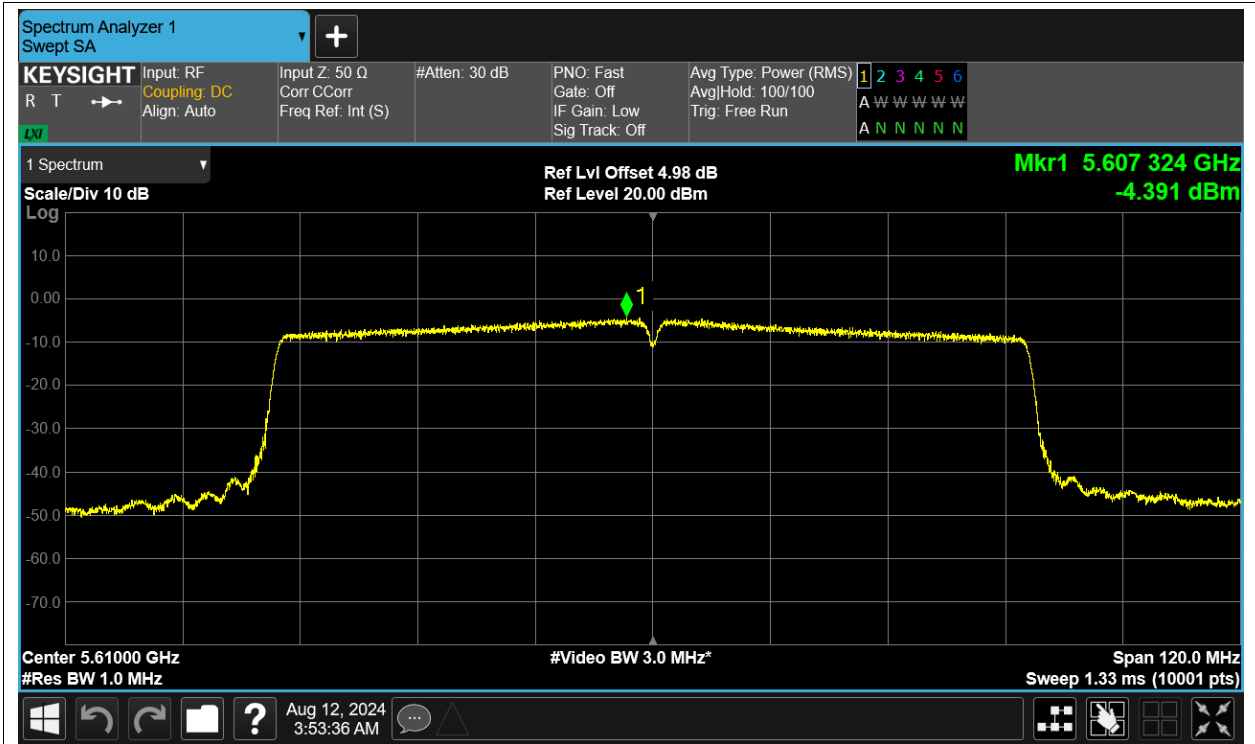 Spectrum Analyzer 1
Swept SA
+
KEYSIGHT
R T
LXI
Input: RF
Coupling: DC
Align: Auto
Input Z: 50 Ω
Corr CCorr
Freq Ref: Int (S)
#Atten: 30 dB
PNO: Fast
Gate: Off
IF Gain: Low
Sig Track: Off
Avg Type: Power (RMS)
Avg|Hold: 100/100
Trig: Free Run
1 2 3 4 5 6
A W W W W W
A N N N N N
1 Spectrum
Scale/Div 10 dB
Log
Ref Lvl Offset 4.98 dB
Ref Level 20.00 dBm
Mkr1 5.607 324 GHz
-4.391 dBm
10.0
0.00
-10.0
-20.0
-30.0
-40.0
-50.0
-60.0
-70.0
1
Center 5.61000 GHz
#Res BW 1.0 MHz
#Video BW 3.0 MHz*
Span 120.0 MHz
Sweep 1.33 ms (10001 pts)
?
Aug 12, 2024
3:53:36 AM